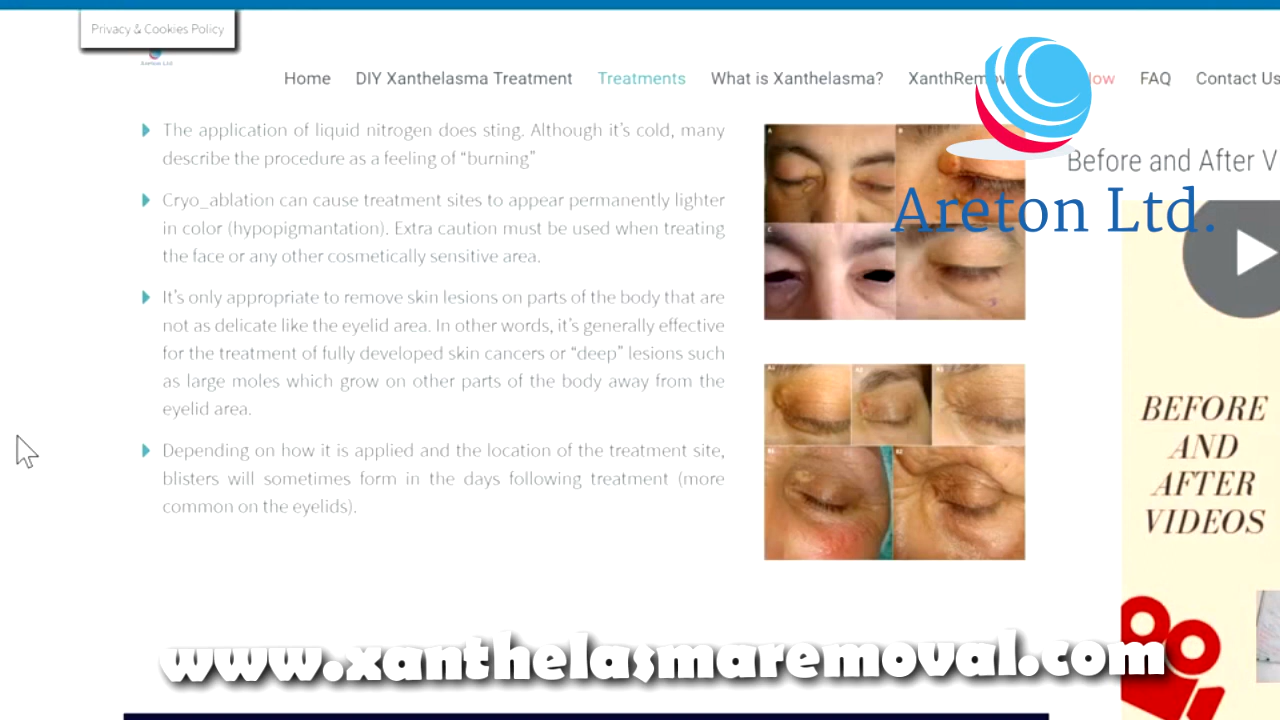 Privacy & Cookies Policy
Areton Ltd
Home DIY Xanthelasma Treatment Treatments What is Xanthelasma? FAQ Contact Us
The application of liquid nitrogen does sting. Although it’s cold, many
describe the procedure as a feeling of “burning”
Cryo_ablation can cause treatment sites to appear permanently lighter
in color (hypopigmantation). Extra caution must be used when treating
the face or any other cosmetically sensitive area.
It’s only appropriate to remove skin lesions on parts of the body that are
not as delicate like the eyelid area. In other words, it’s generally effective
for the treatment of fully developed skin cancers or “deep” lesions such
as large moles which grow on other parts of the body away from the
eyelid area.
Depending on how it is applied and the location of the treatment site,
blisters will sometimes form in the days following treatment (more
common on the eyelids).
Before and After V
Areton Ltd.
BEFORE
AND
AFTER
VIDEOS
www.xanthelasmaremoval.com